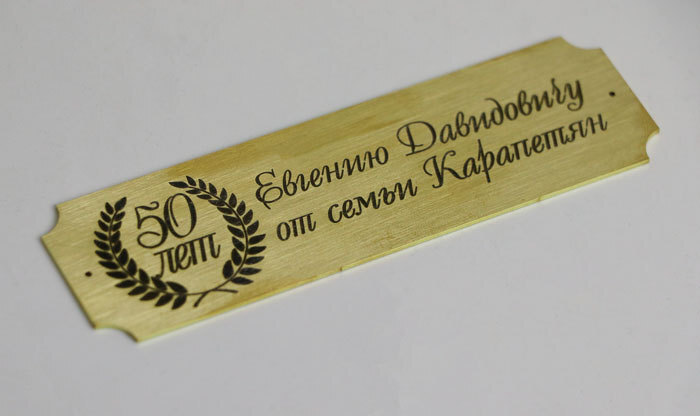 50
лет
Евгению Давидовичу
от семьи Карапетян